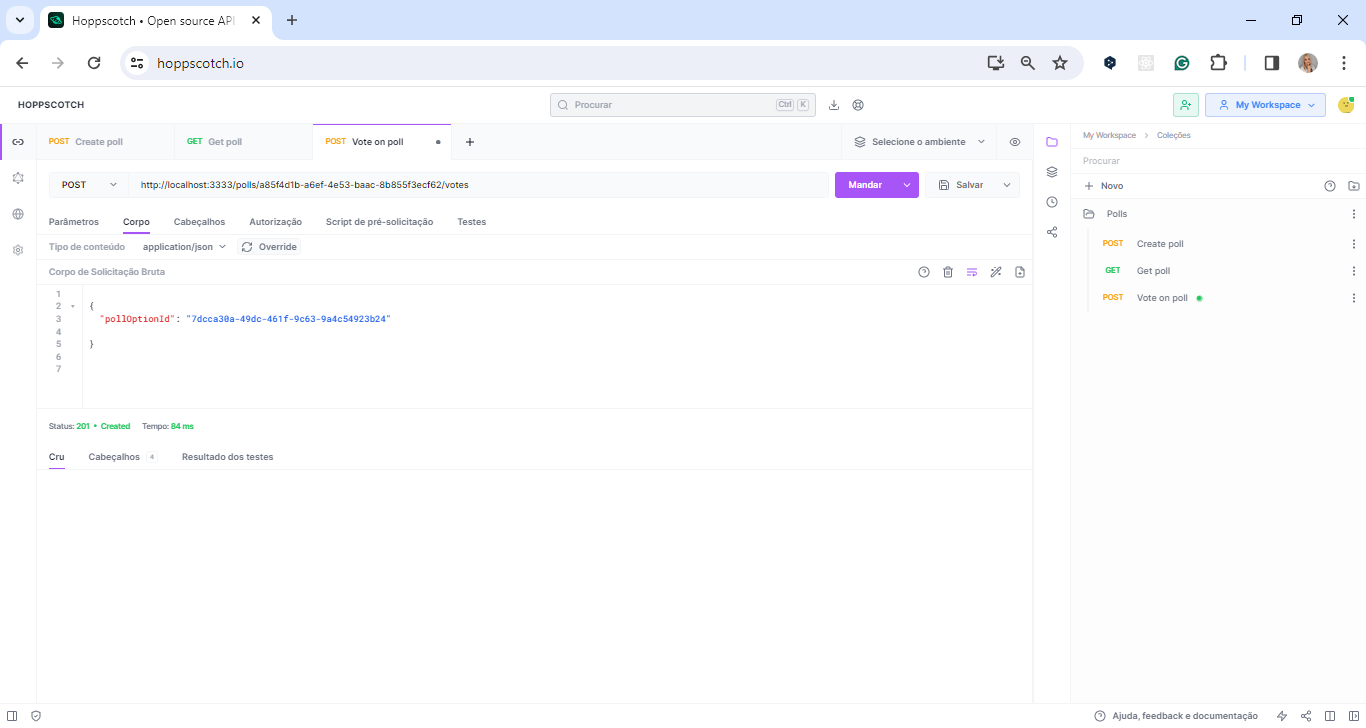 Hoppscotch • Open source API
hoppscotch.io
HOPPSCOTCH
Procurar
Ctrl K
My Workspace
POST Create poll
GET Get poll
POST Vote on poll
Selecione o ambiente
POST
http://localhost:3333/polls/a85f4d1b-a6ef-4e53-baac-8b855f3ecf62/votes
Mandar
Salvar
Parâmetros Corpo Cabeçalhos Autorização Script de pré-solicitação Testes
Tipo de conteúdo application/json Override
Corpo de Solicitação Bruta
1
2 {
3 "pollOptionId": "7dcca30a-49dc-461f-9c63-9a4c54923b24"
4
5 }
6
7
Status: 201 • Created Tempo: 84 ms
Cru Cabeçalhos 4 Resultado dos testes
My Workspace > Coleções
Procurar
Novo
Polls
POST Create poll
GET Get poll
POST Vote on poll
Ajuda, feedback e documentação